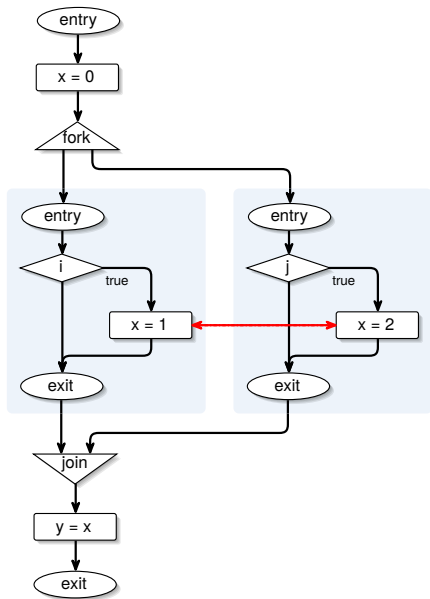 entry
x = 0
fork
entry
i
true
x = 1
exit
entry
j
true
x = 2
exit
join
y = x
exit